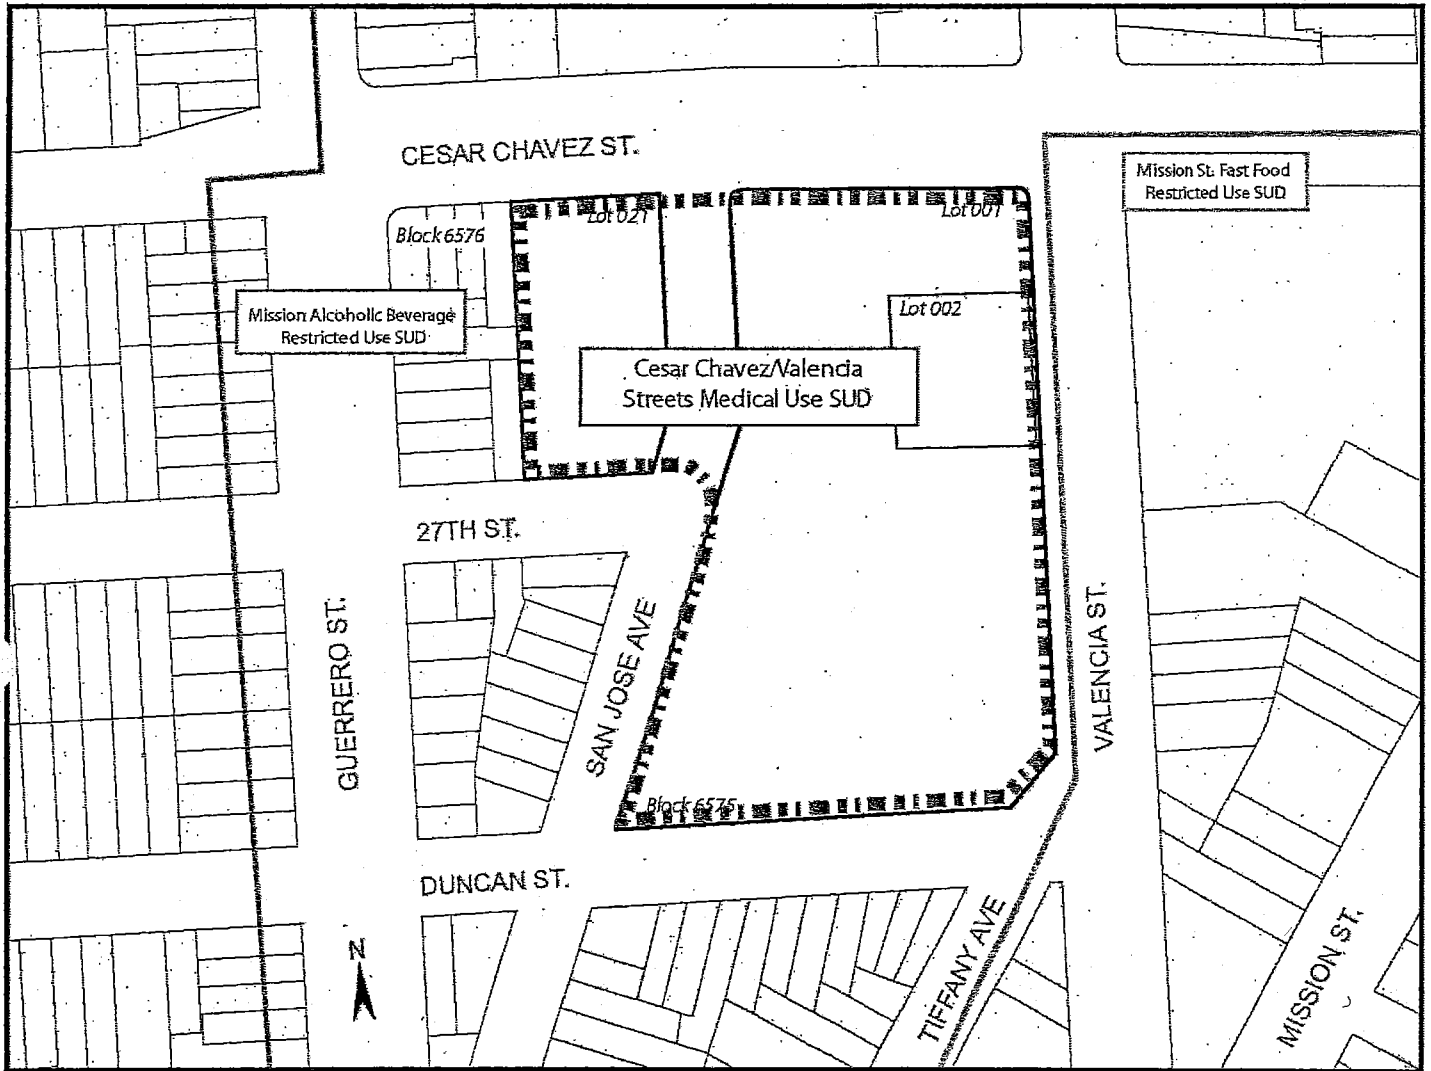 CESAR CHAVEZ ST.
Mission St. Fast Food
Restricted Use SUD
Lot 021
Lot 001
Block 6576
Mission Alcoholic Beverage
Restricted Use SUD
Lot 002
Cesar Chavez/Valencia
Streets Medical Use SUD
27TH ST.
GUERRERO ST.
SAN JOSE AVE
VALENCIA ST.
Block 6575
DUNCAN ST.
TIFFANY AVE
MISSION ST.
N